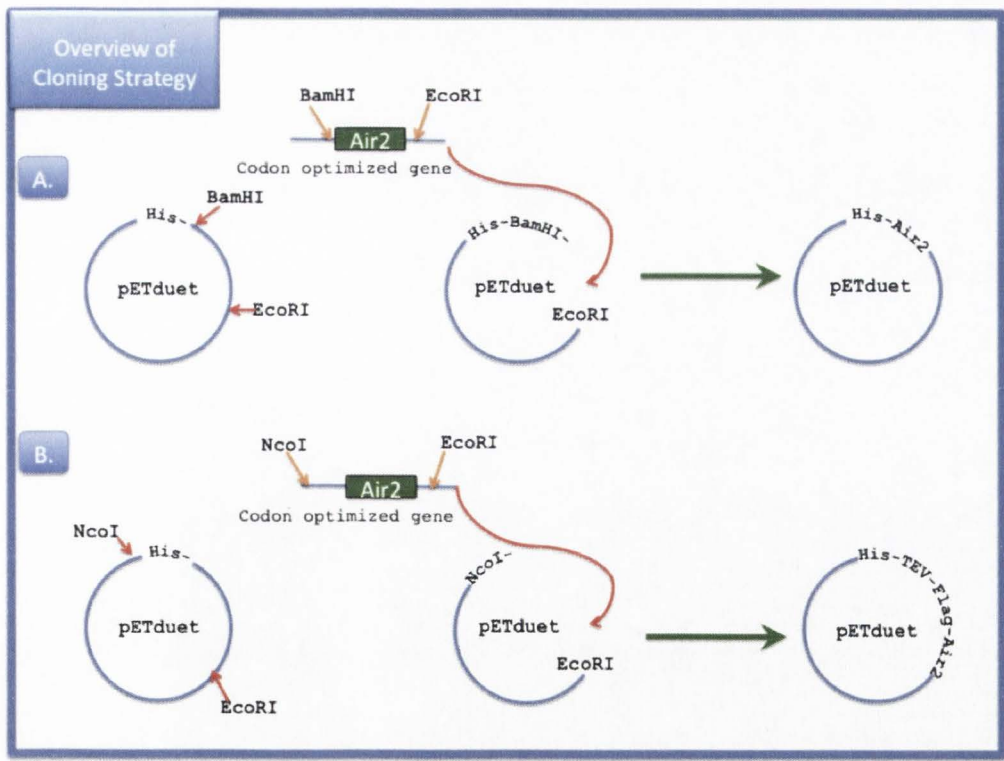 Overview of
Cloning Strategy
BamHI
EcoRI
Air2
Codon optimized gene
A.
His-
BamHI
pETduet
EcoRI
His-BamHI-
pETduet
EcoRI
His-Air2
pETduet
B.
NcoI
EcoRI
Air2
Codon optimized gene
NcoI
His-
pETduet
EcoRI
NcoI-
pETduet
EcoRI
His-TEV-Flag-Air2
pETduet